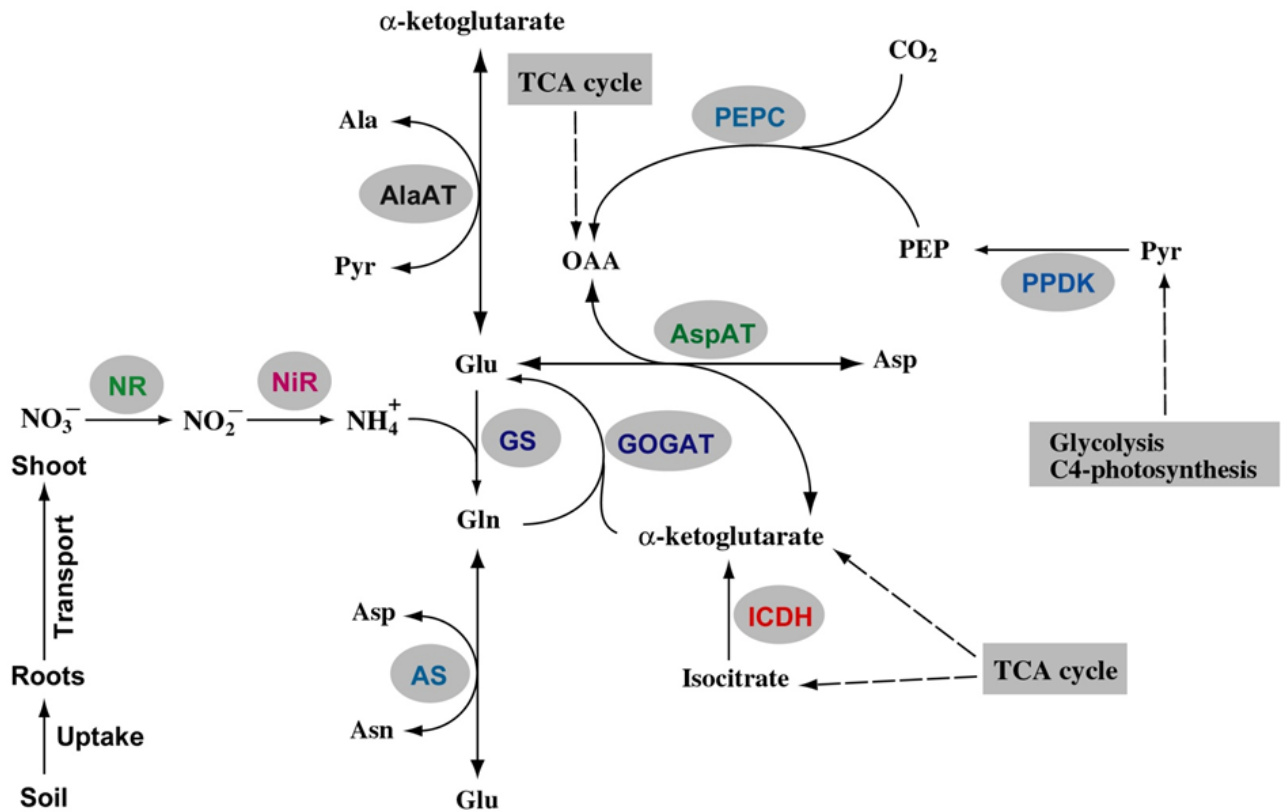 α-ketoglutarate
CO₂
TCA cycle
PEPC
Ala
AlaAT
Pyr
OAA
PEP
Pyr
PPDK
AspAT
Glu
Asp
NR
NiR
NO₃⁻
NO₂⁻
NH₄⁺
GS
GOGAT
Glycolysis
C4-photosynthesis
Shoot
Gln
α-ketoglutarate
Transport
Asp
ICDH
AS
Roots
Isocitrate
TCA cycle
Asn
Uptake
Soil
Glu